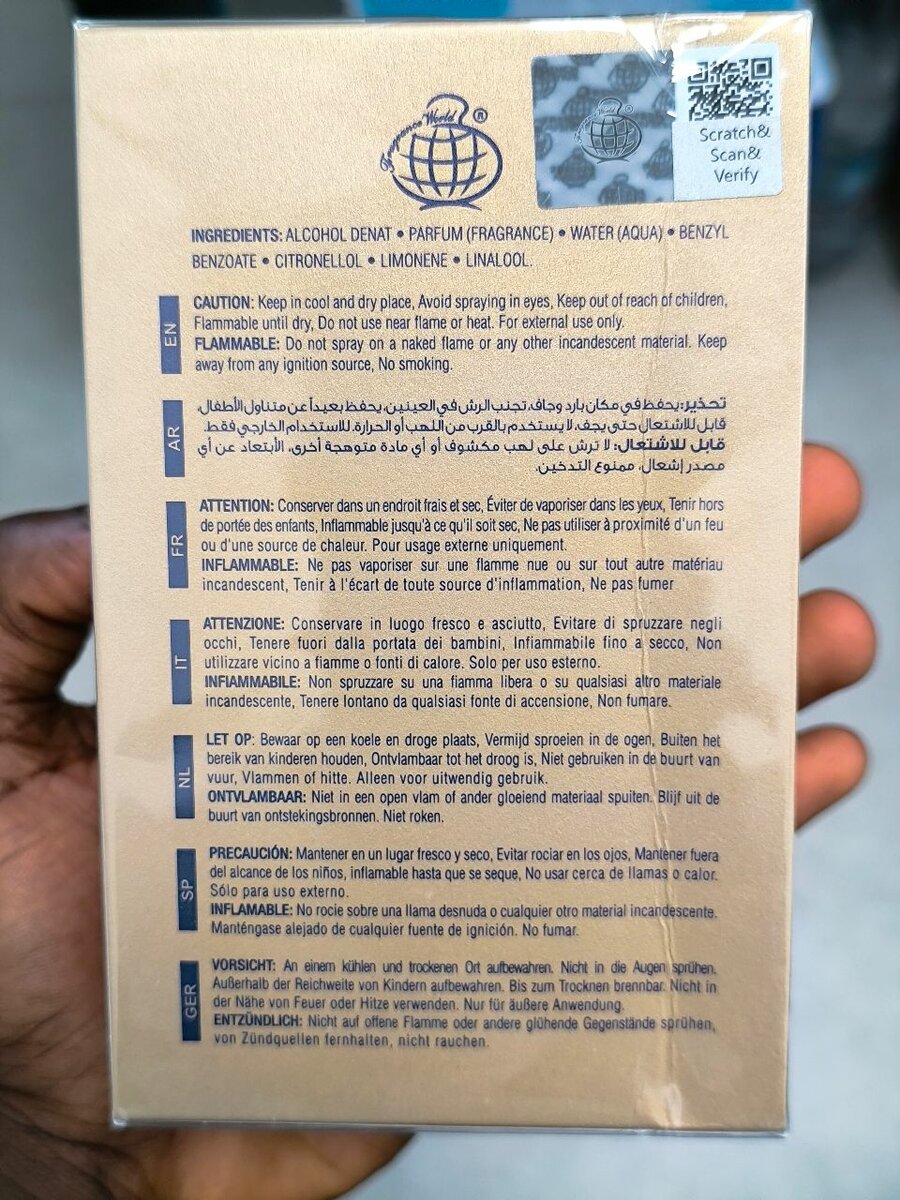 Fragrance World ®
Scratch&
Scan&
Verify
INGREDIENTS: ALCOHOL DENAT • PARFUM (FRAGRANCE) • WATER (AQUA) • BENZYL
BENZOATE • CITRONELLOL • LIMONENE • LINALOOL.
EN
CAUTION: Keep in cool and dry place, Avoid spraying in eyes, Keep out of reach of children,
Flammable until dry, Do not use near flame or heat. For external use only.
FLAMMABLE: Do not spray on a naked flame or any other incandescent material. Keep
away from any ignition source, No smoking.
AR
تحذير: يحفظ في مكان بارد وجاف، تجنب الرش في العينين، يحفظ بعيداً عن متناول الأطفال،
قابل للاشتعال حتى يجف، لا يستخدم بالقرب من اللهب أو الحرارة. للاستخدام الخارجي فقط.
قابل للاشتعال: لا ترش على لهب مكشوف أو أي مادة متوهجة أخرى، الأبتعاد عن أي
مصدر إشعال، ممنوع التدخين.
FR
ATTENTION: Conserver dans un endroit frais et sec, Éviter de vaporiser dans les yeux, Tenir hors
de portée des enfants, Inflammable jusqu'à ce qu'il soit sec, Ne pas utiliser à proximité d'un feu
ou d'une source de chaleur. Pour usage externe uniquement.
INFLAMMABLE: Ne pas vaporiser sur une flamme nue ou sur tout autre matériau
incandescent, Tenir à l'écart de toute source d'inflammation, Ne pas fumer
IT
ATTENZIONE: Conservare in luogo fresco e asciutto, Evitare di spruzzare negli
occhi, Tenere fuori dalla portata dei bambini, Infiammabile fino a secco, Non
utilizzare vicino a fiamme o fonti di calore. Solo per uso esterno.
INFIAMMABILE: Non spruzzare su una fiamma libera o su qualsiasi altro materiale
incandescente, Tenere lontano da qualsiasi fonte di accensione, Non fumare.
NL
LET OP: Bewaar op een koele en droge plaats, Vermijd sproeien in de ogen, Buiten het
bereik van kinderen houden, Ontvlambaar tot het droog is, Niet gebruiken in de buurt van
vuur, Vlammen of hitte. Alleen voor uitwendig gebruik.
ONTVLAMBAAR: Niet in een open vlam of ander gloeiend materiaal spuiten. Blijf uit de
buurt van ontstekingsbronnen. Niet roken.
SP
PRECAUCIÓN: Mantener en un lugar fresco y seco, Evitar rociar en los ojos, Mantener fuera
del alcance de los niños, inflamable hasta que se seque, No usar cerca de llamas o calor.
Sólo para uso externo.
INFLAMABLE: No rocie sobre una llama desnuda o cualquier otro material incandescente.
Manténgase alejado de cualquier fuente de ignición. No fumar.
GER
VORSICHT: An einem kühlen und trockenen Ort aufbewahren. Nicht in die Augen sprühen.
Außerhalb der Reichweite von Kindern aufbewahren. Bis zum Trocknen brennbar. Nicht in
der Nähe von Feuer oder Hitze verwenden. Nur für äußere Anwendung.
ENTZÜNDLICH: Nicht auf offene Flamme oder andere glühende Gegenstände sprühen,
von Zündquellen fernhalten, nicht rauchen.